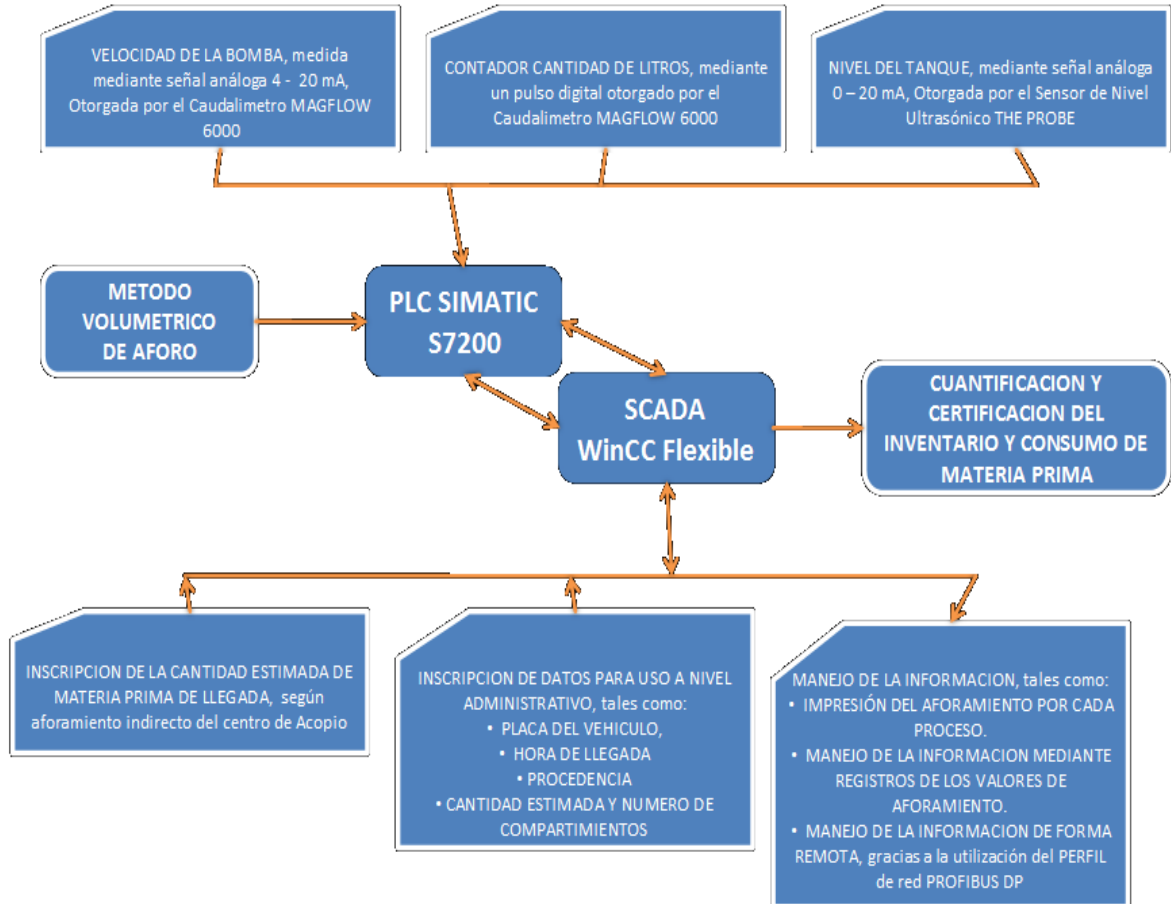 VELOCIDAD DE LA BOMBA, medida
mediante señal análoga 4 - 20 mA,
Otorgada por el Caudalimetro MAGFLOW
6000
CONTADOR CANTIDAD DE LITROS, mediante
un pulso digital otorgado por el
Caudalimetro MAGFLOW 6000
NIVEL DEL TANQUE, mediante señal análoga
0 – 20 mA, Otorgada por el Sensor de Nivel
Ultrasónico THE PROBE
METODO
VOLUMETRICO
DE AFORO
PLC SIMATIC
S7200
SCADA
WinCC Flexible
CUANTIFICACION Y
CERTIFICACION DEL
INVENTARIO Y CONSUMO DE
MATERIA PRIMA
INSCRIPCION DE LA CANTIDAD ESTIMADA DE
MATERIA PRIMA DE LLEGADA, según
aforamiento indirecto del centro de Acopio
INSCRIPCION DE DATOS PARA USO A NIVEL
ADMINISTRATIVO, tales como:
• PLACA DEL VEHICULO,
• HORA DE LLEGADA
• PROCEDENCIA
• CANTIDAD ESTIMADA Y NUMERO DE
COMPARTIMIENTOS
MANEJO DE LA INFORMACION, tales como:
• IMPRESIÓN DEL AFORAMIENTO POR CADA
PROCESO.
• MANEJO DE LA INFORMACION MEDIANTE
REGISTROS DE LOS VALORES DE
AFORAMIENTO.
• MANEJO DE LA INFORMACION DE FORMA
REMOTA, gracias a la utilización del PERFIL
de red PROFIBUS DP